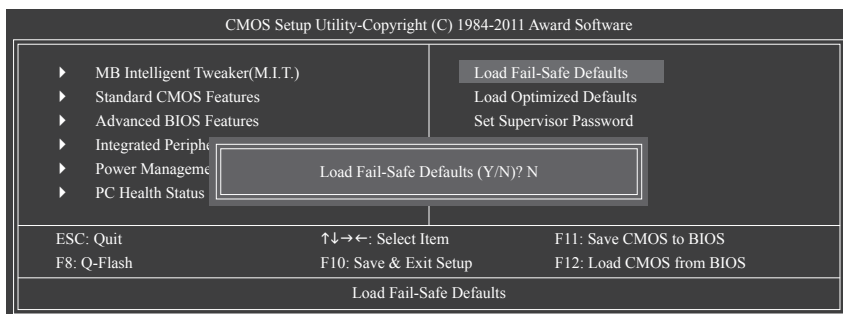 CMOS Setup Utility-Copyright (C) 1984-2011 Award Software
MB Intelligent Tweaker(M.I.T.)
Standard CMOS Features
Advanced BIOS Features
Integrated Periphe
Power Manageme
PC Health Status
Load Fail-Safe Defaults
Load Optimized Defaults
Set Supervisor Password
Load Fail-Safe Defaults (Y/N)? N
ESC: Quit ↑↓→←: Select Item F11: Save CMOS to BIOS
F8: Q-Flash F10: Save & Exit Setup F12: Load CMOS from BIOS
Load Fail-Safe Defaults